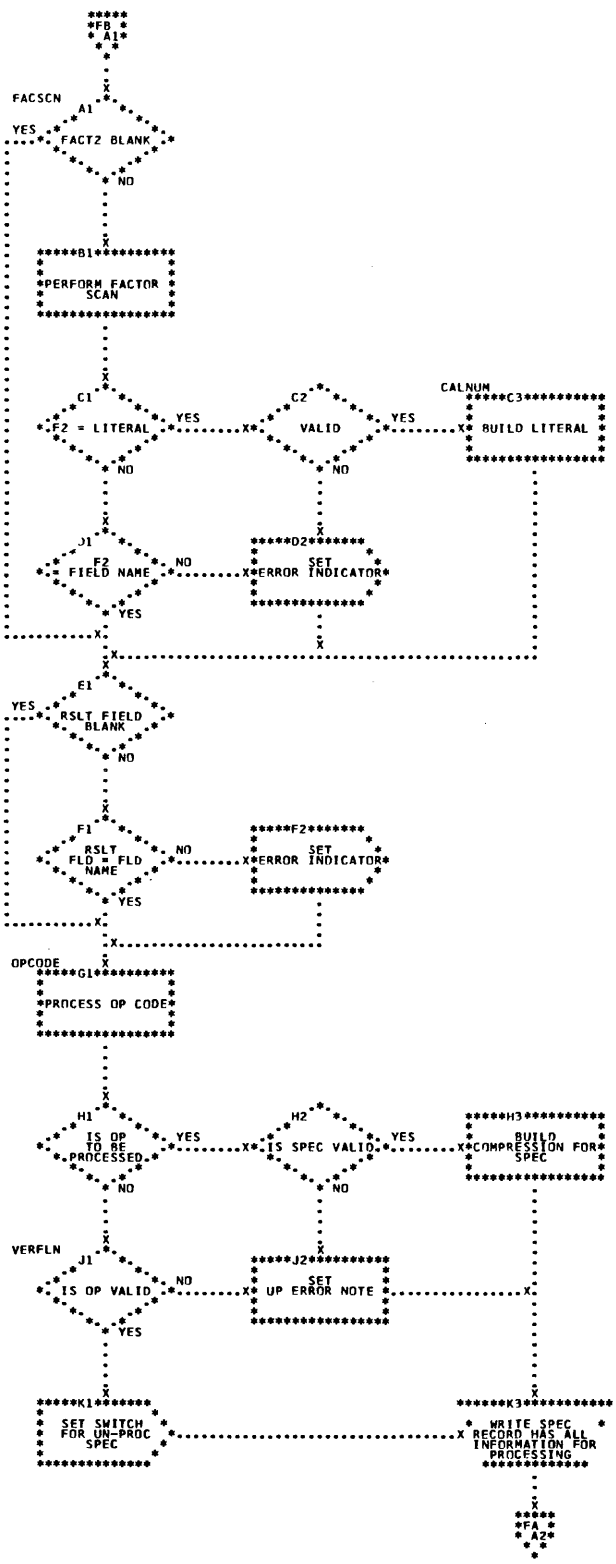 FB
A1
FACSCN
A1
YES
FACT2 BLANK
NO
B1
PERFORM FACTOR
SCAN
C1
F2 = LITERAL
YES
NO
C2
VALID
YES
NO
CALNUM
C3
BUILD LITERAL
D1
F2
= FIELD NAME
NO
YES
D2
SET
ERROR INDICATOR
E1
YES
RSLT FIELD
BLANK
NO
F1
RSLT
FLD = FLD
NAME
NO
YES
F2
SET
ERROR INDICATOR
OPCODE
G1
PROCESS OP CODE
H1
IS OP
TO BE
PROCESSED
YES
NO
H2
IS SPEC VALID
YES
NO
H3
BUILD
COMPRESSION FOR
SPEC
VERFLN
J1
IS OP VALID
NO
YES
J2
SET
UP ERROR NOTE
K1
SET SWITCH
FOR UN-PROC
SPEC
K3
WRITE SPEC
RECORD HAS ALL
INFORMATION FOR
PROCESSING
FA
A2